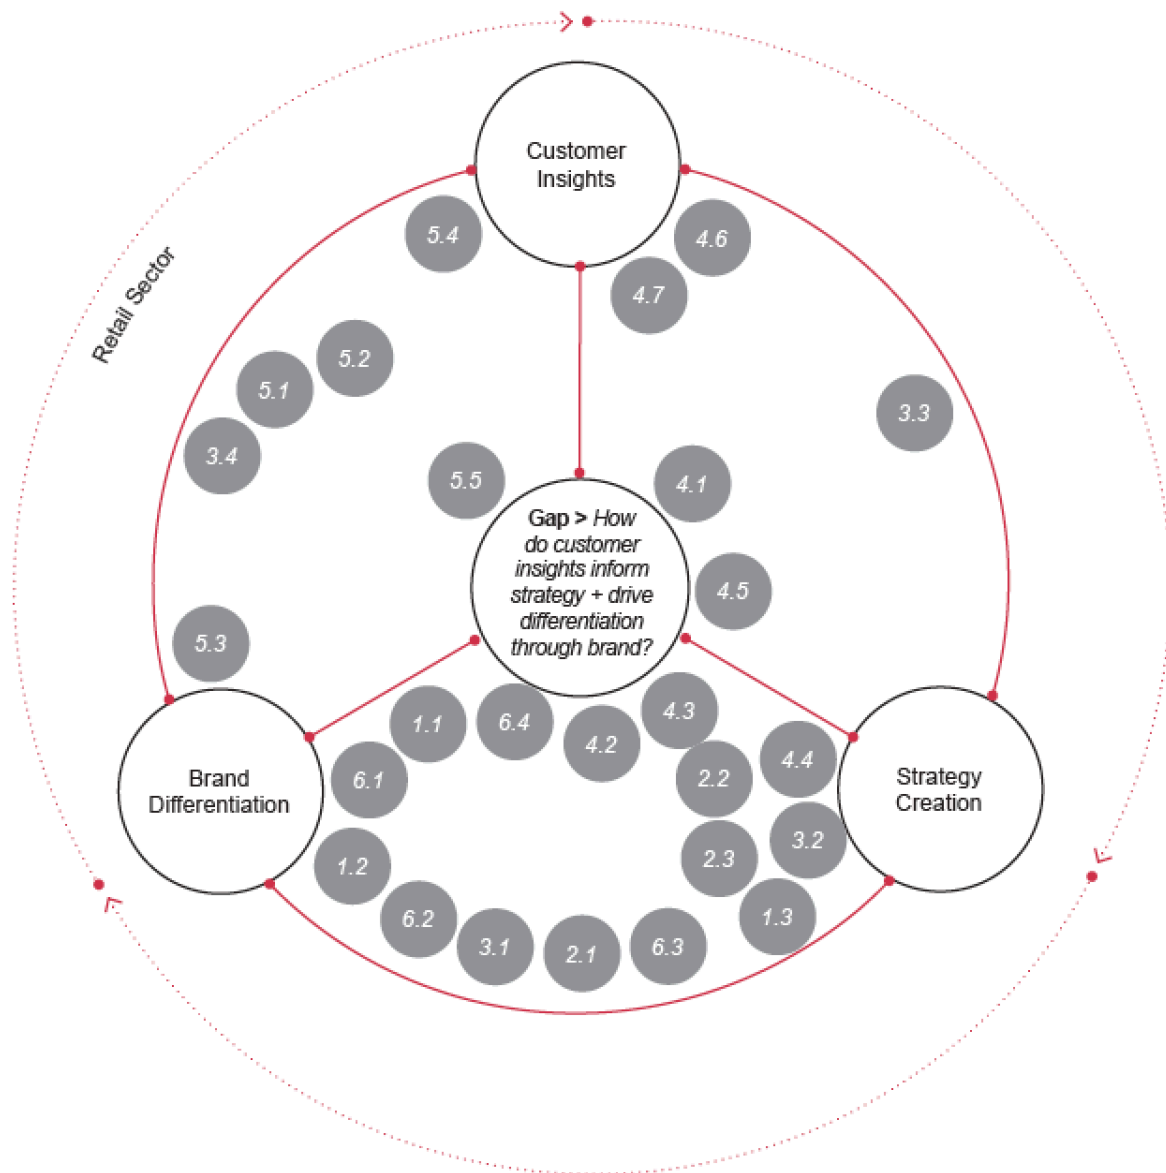 Customer
Insights
5.4
4.6
4.7
Retail Sector
5.2
5.1
3.4
3.3
5.5
4.1
Gap > How
do customer
insights inform
strategy + drive
differentiation
through brand?
4.5
5.3
1.1
6.4
4.2
4.3
6.1
2.2
4.4
Brand
Differentiation
Strategy
Creation
1.2
2.3
3.2
6.2
3.1
2.1
6.3
1.3